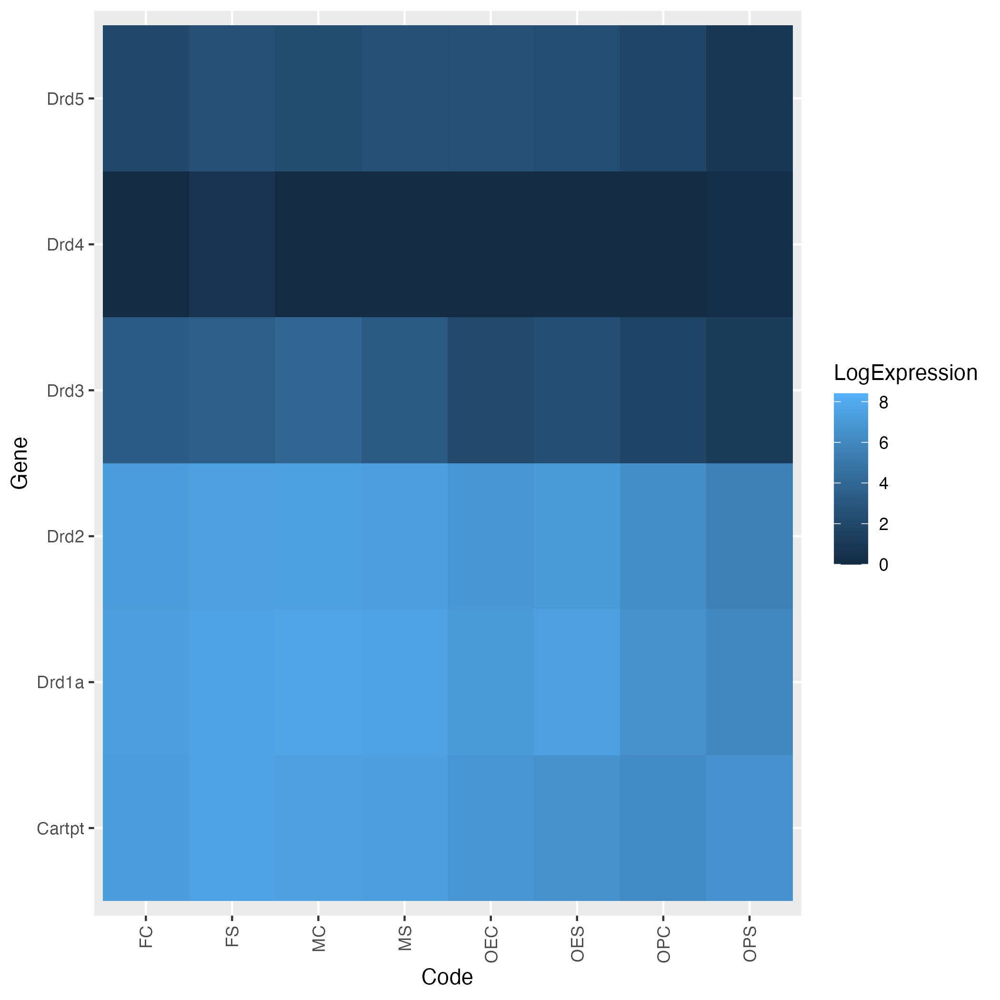 Gene
Drd5
Drd4
Drd3
Drd2
Drd1a
Cartpt
FC
FS
MC
MS
OEC
OES
OPC
OPS
Code
LogExpression
8
6
4
2
0